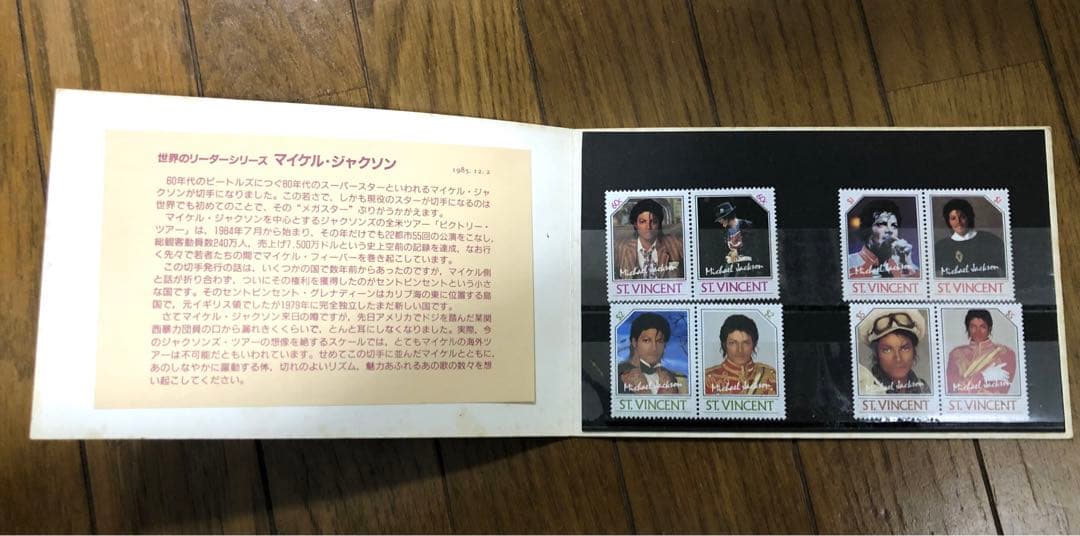 世界のリーダーシリーズ マイケル・ジャクソン
1985. 12. 2
60年代のビートルズにつぐ80年代のスーパースターといわれるマイケル・ジャ
クソンが切手になりました。この若さで、しかも現役のスターが切手になるのは
世界でも初めてのことで、その“メガスター”ぶりがうかがえます。
マイケル・ジャクソンを中心とするジャクソンズの全米ツアー「ビクトリー・
ツアー」は、1984年7月から始まり、その年だけでも22都市55回の公演をこなし、
総観客動員数240万人、売上げ7,500万ドルという史上空前の記録を達成、なお行
く先々で若者たちの間でマイケル・フィーバーを巻き起こしています。
この切手発行の話は、いくつかの国で数年前からあったのですが、マイケル側
と話が折り合わず、ついにその権利を獲得したのがセントビンセントという小さ
な国です。そのセントビンセント・グレナディーンはカリブ海の東に位置する島
国で、元イギリス領でしたが1979年に完全独立したまだ新しい国です。
さてマイケル・ジャクソン来日の噂ですが、先日アメリカでドジを踏んだ某関
西暴力団員の口から漏れきくくらいで、とんと耳にしなくなりました。実際、今
のジャクソンズ・ツアーの想像を絶するスケールでは、とてもマイケルの海外ツ
アーは不可能だともいわれています。せめてこの切手に並んだマイケルとともに、
あのしなやかに躍動する体、切れのよいリズム、魅力あふれるあの歌の数々を想
い起こしてください。
60c 60c
Michael Jackson
ST. VINCENT
$1 $1
Michael Jackson
ST. VINCENT
$2 $2
Michael Jackson
ST. VINCENT
$5 $5
Michael Jackson
ST. VINCENT